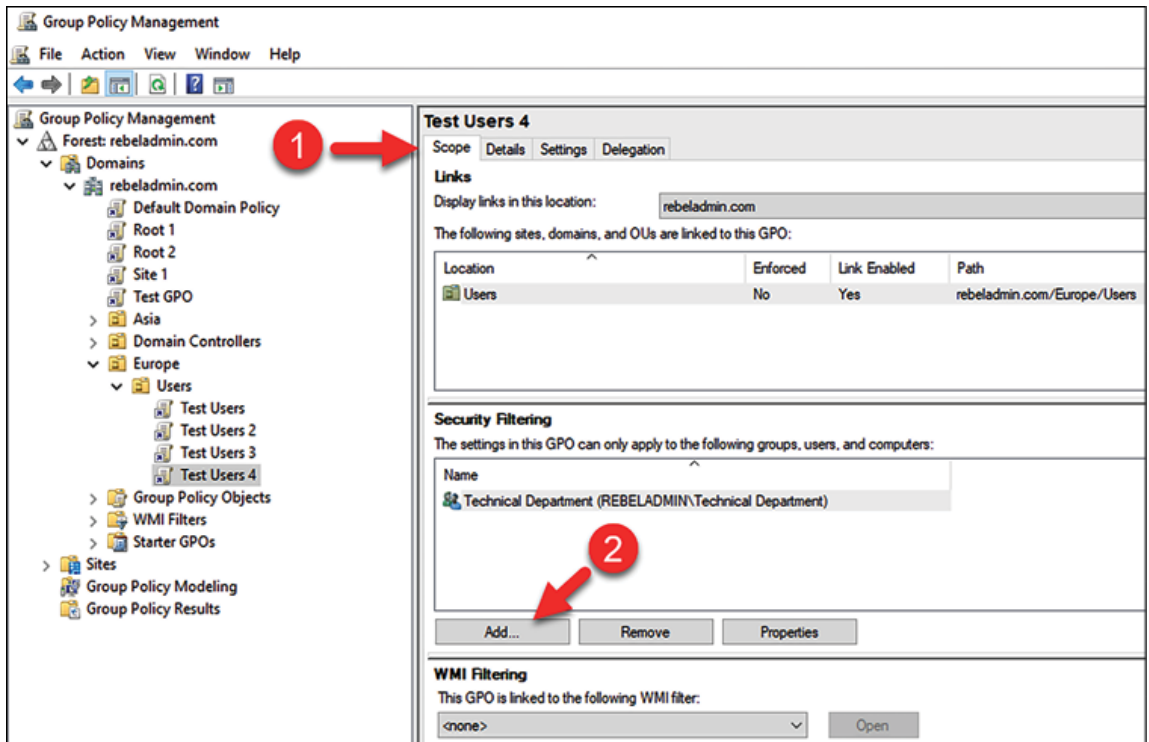 Group Policy Management
File Action View Window Help
Group Policy Management
Forest: rebeladmin.com
Domains
rebeladmin.com
Default Domain Policy
Root 1
Root 2
Site 1
Test GPO
Asia
Domain Controllers
Europe
Users
Test Users
Test Users 2
Test Users 3
Test Users 4
Group Policy Objects
WMI Filters
Starter GPOs
Sites
Group Policy Modeling
Group Policy Results
1
Test Users 4
Scope Details Settings Delegation
Links
Display links in this location: rebeladmin.com
The following sites, domains, and OUs are linked to this GPO:
Location Enforced Link Enabled Path
Users No Yes rebeladmin.com/Europe/Users
Security Filtering
The settings in this GPO can only apply to the following groups, users, and computers:
Name
Technical Department (REBELADMIN\Technical Department)
2
Add... Remove Properties
WMI Filtering
This GPO is linked to the following WMI filter:
<none> Open